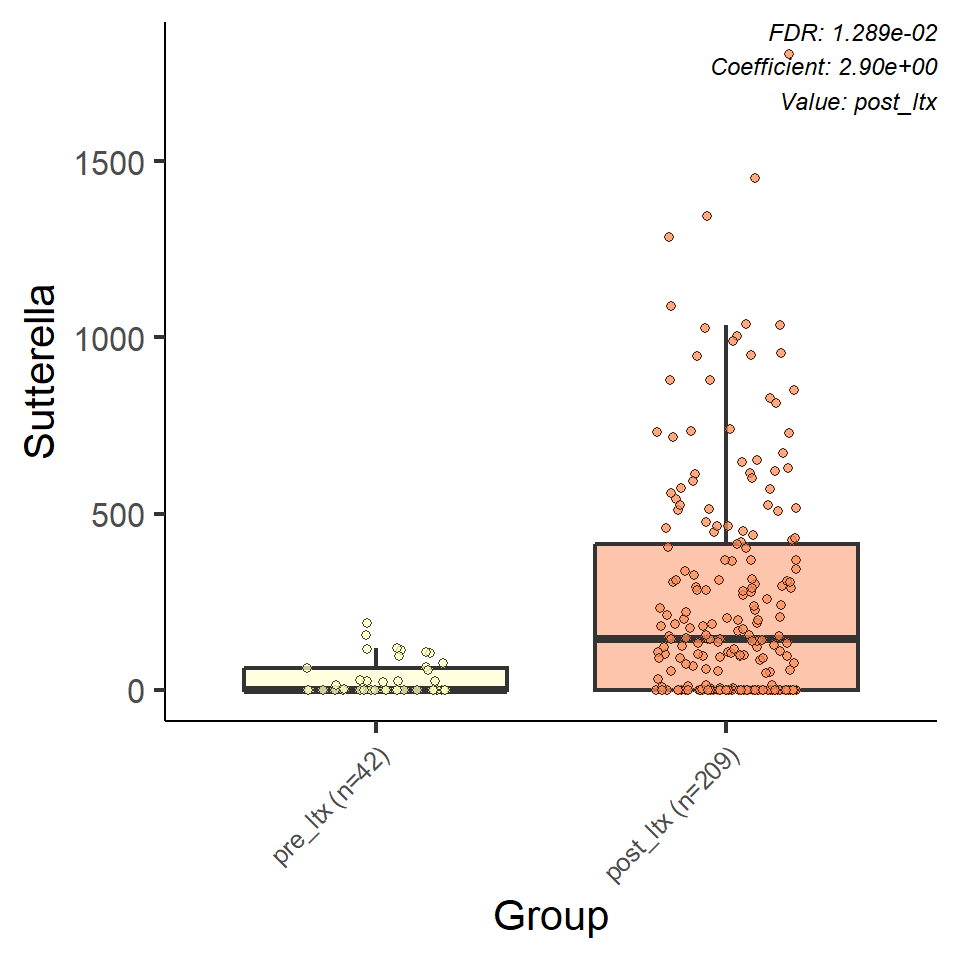 FDR: 1.289e-02
Coefficient: 2.90e+00
Value: post_ltx
1500
1000
500
0
Sutterella
pre_ltx (n=42)
post_ltx (n=209)
Group